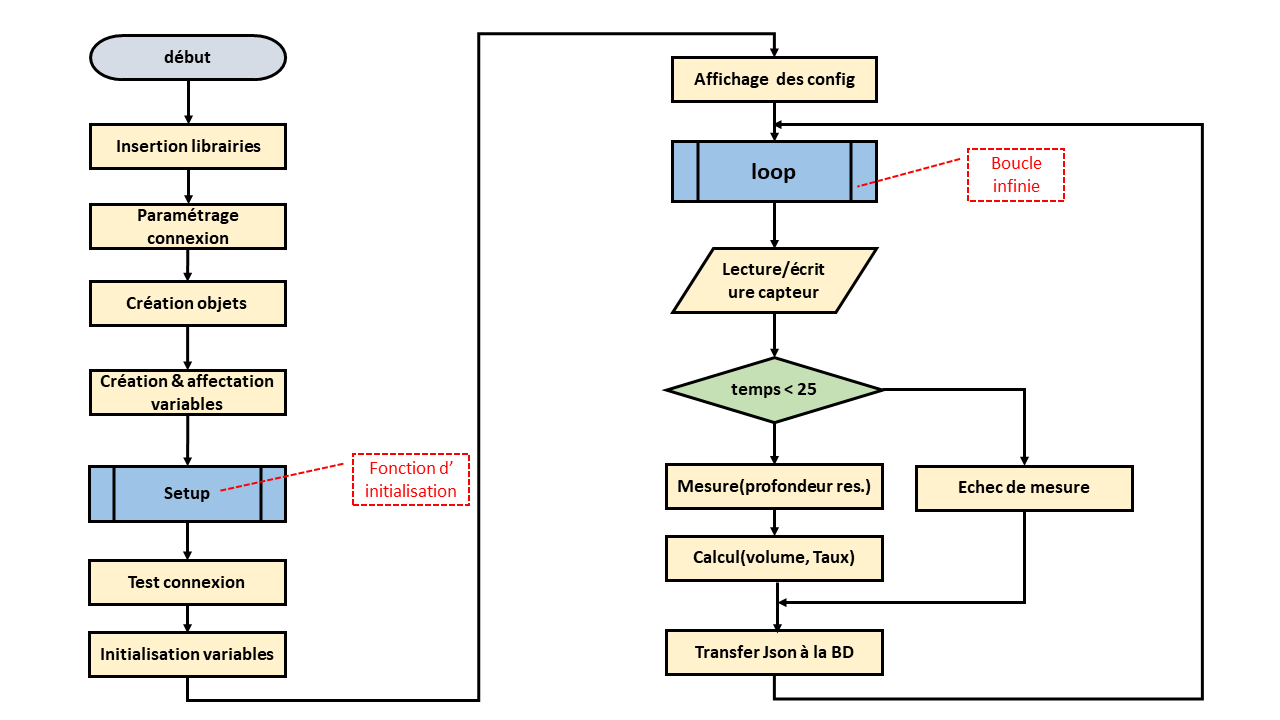 début
Insertion librairies
Paramétrage
connexion
Création objets
Création & affectation
variables
Setup
Fonction d’
initialisation
Test connexion
Initialisation variables
Affichage des config
loop
Boucle
infinie
Lecture/écrit
ure capteur
temps < 25
Mesure(profondeur res.)
Echec de mesure
Calcul(volume, Taux)
Transfer Json à la BD